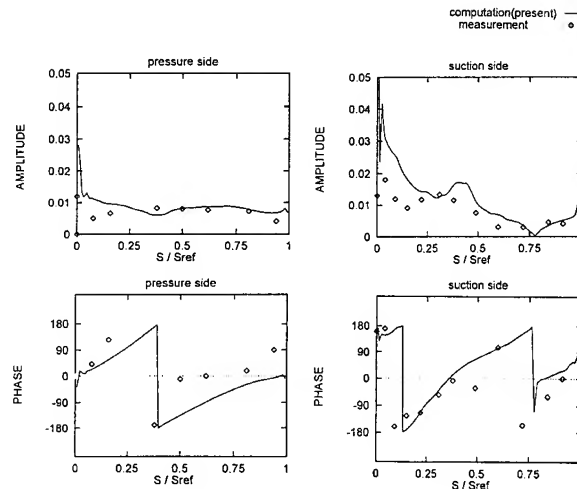 computation(present)
measurement
pressure side
AMPLITUDE
0.05
0.04
0.03
0.02
0.01
0
0 0.25 0.5 0.75 1
S / Sref
suction side
AMPLITUDE
0.05
0.04
0.03
0.02
0.01
0
0 0.25 0.5 0.75
S / Sref
pressure side
PHASE
180
90
0
-90
-180
0 0.25 0.5 0.75 1
S / Sref
suction side
PHASE
180
90
0
-90
-180
0 0.25 0.5 0.75
S / Sref